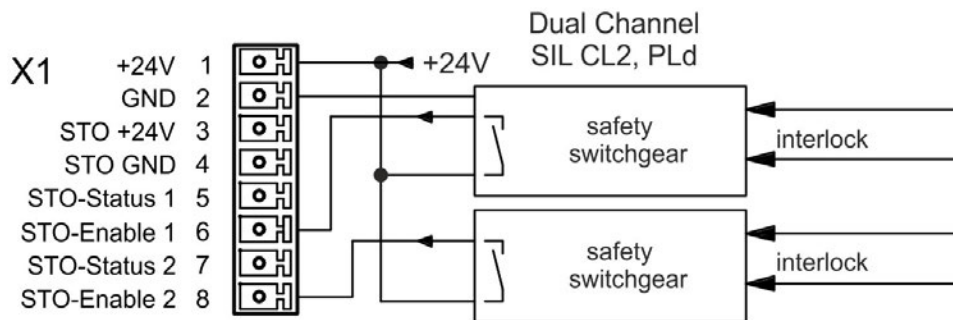 Dual Channel
SIL CL2, PLd
X1
+24V 1
+24V
GND 2
STO +24V 3
STO GND 4
STO-Status 1 5
STO-Enable 1 6
STO-Status 2 7
STO-Enable 2 8
safety
switchgear
interlock
safety
switchgear
interlock